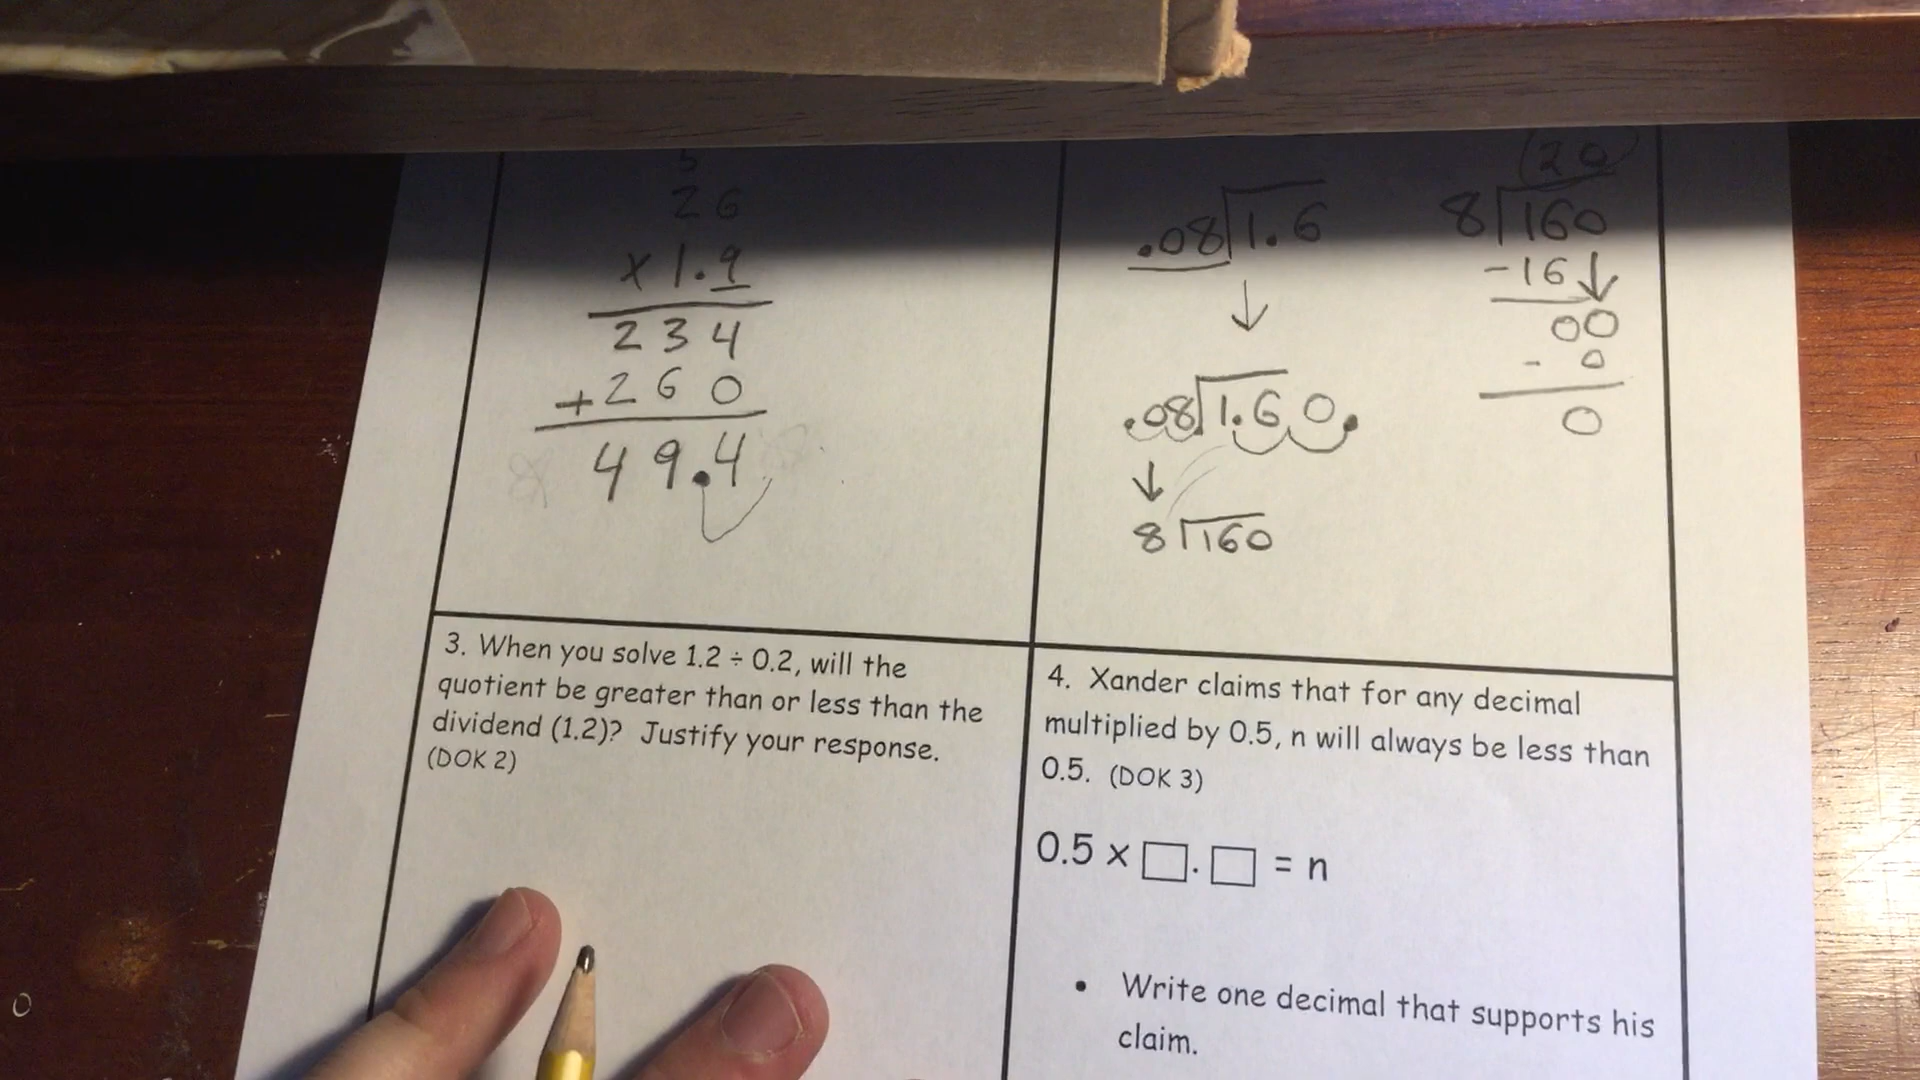 5
26
x 1.9
234
+260
49.4
.08 1.6
.08 1.60.
8 160
20
8 160
-16
00
- 0
0
3. When you solve 1.2 ÷ 0.2, will the
quotient be greater than or less than the
dividend (1.2)? Justify your response.
(DOK 2)
4. Xander claims that for any decimal
multiplied by 0.5, n will always be less than
0.5. (DOK 3)
0.5 × □.□ = n
• Write one decimal that supports his
claim.